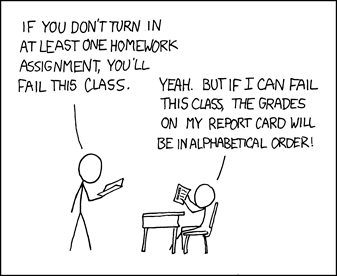 IF YOU DON'T TURN IN
AT LEAST ONE HOMEWORK
ASSIGNMENT, YOU'LL
FAIL THIS CLASS.
YEAH. BUT IF I CAN FAIL
THIS CLASS, THE GRADES
ON MY REPORT CARD WILL
BE IN ALPHABETICAL ORDER!